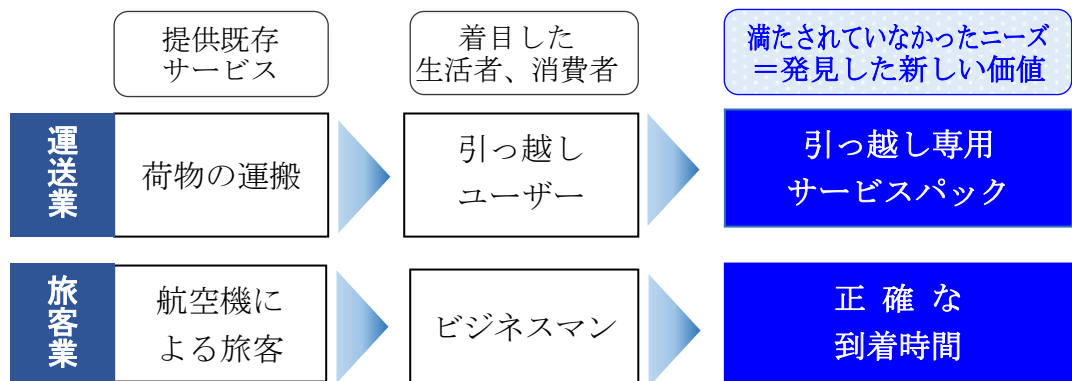 提供既存
サービス
着目した
生活者、消費者
満たされていなかったニーズ
＝発見した新しい価値
運送業
荷物の運搬
引っ越し
ユーザー
引っ越し専用
サービスパック
旅客業
航空機に
よる旅客
ビジネスマン
正 確 な
到着時間